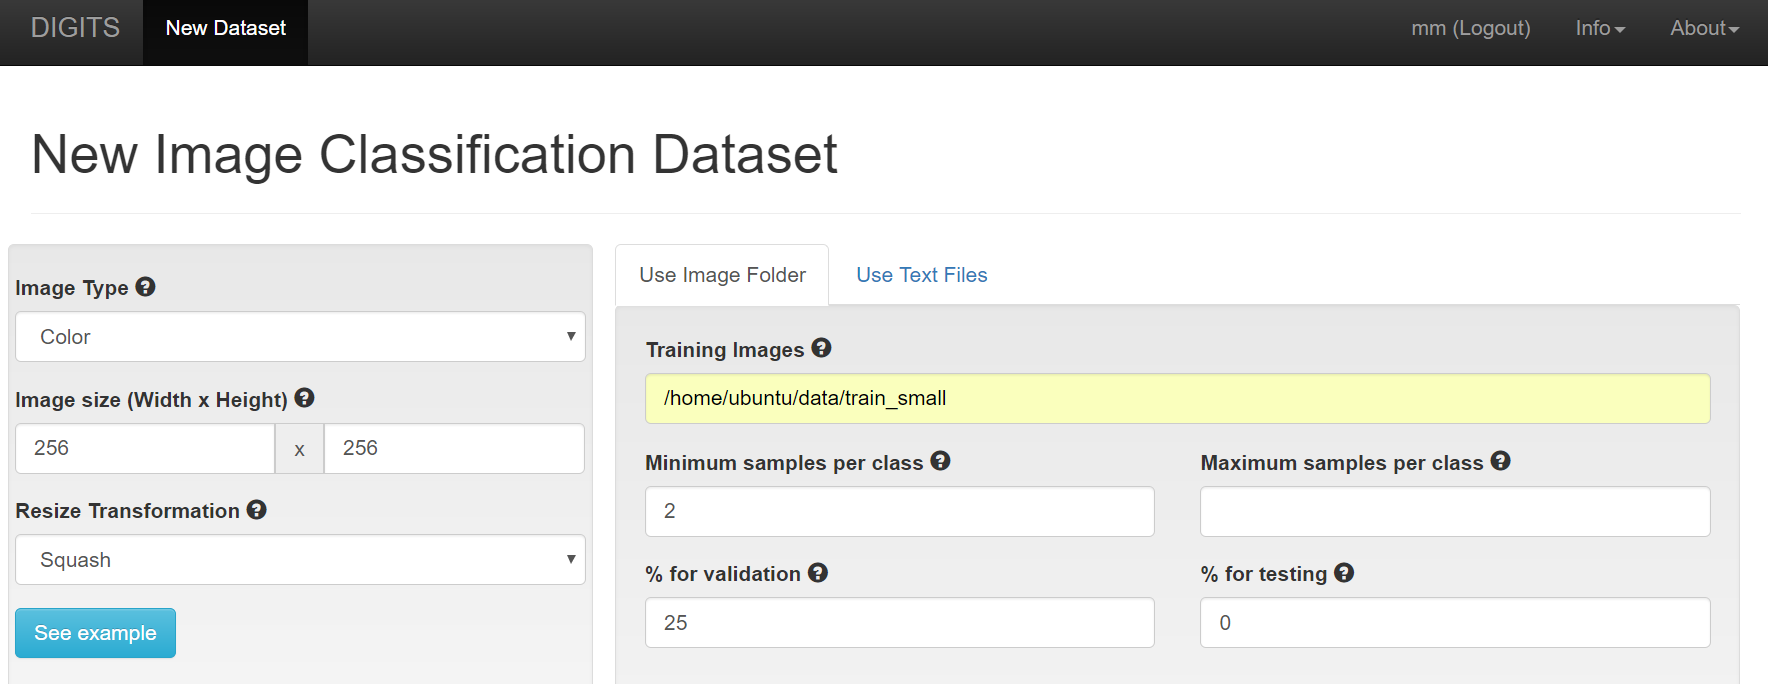 DIGITS New Dataset mm (Logout) Info About
New Image Classification Dataset
Image Type
Color
Image size (Width x Height)
256 x 256
Resize Transformation
Squash
See example
Use Image Folder Use Text Files
Training Images
/home/ubuntu/data/train_small
Minimum samples per class Maximum samples per class
2
% for validation % for testing
25 0